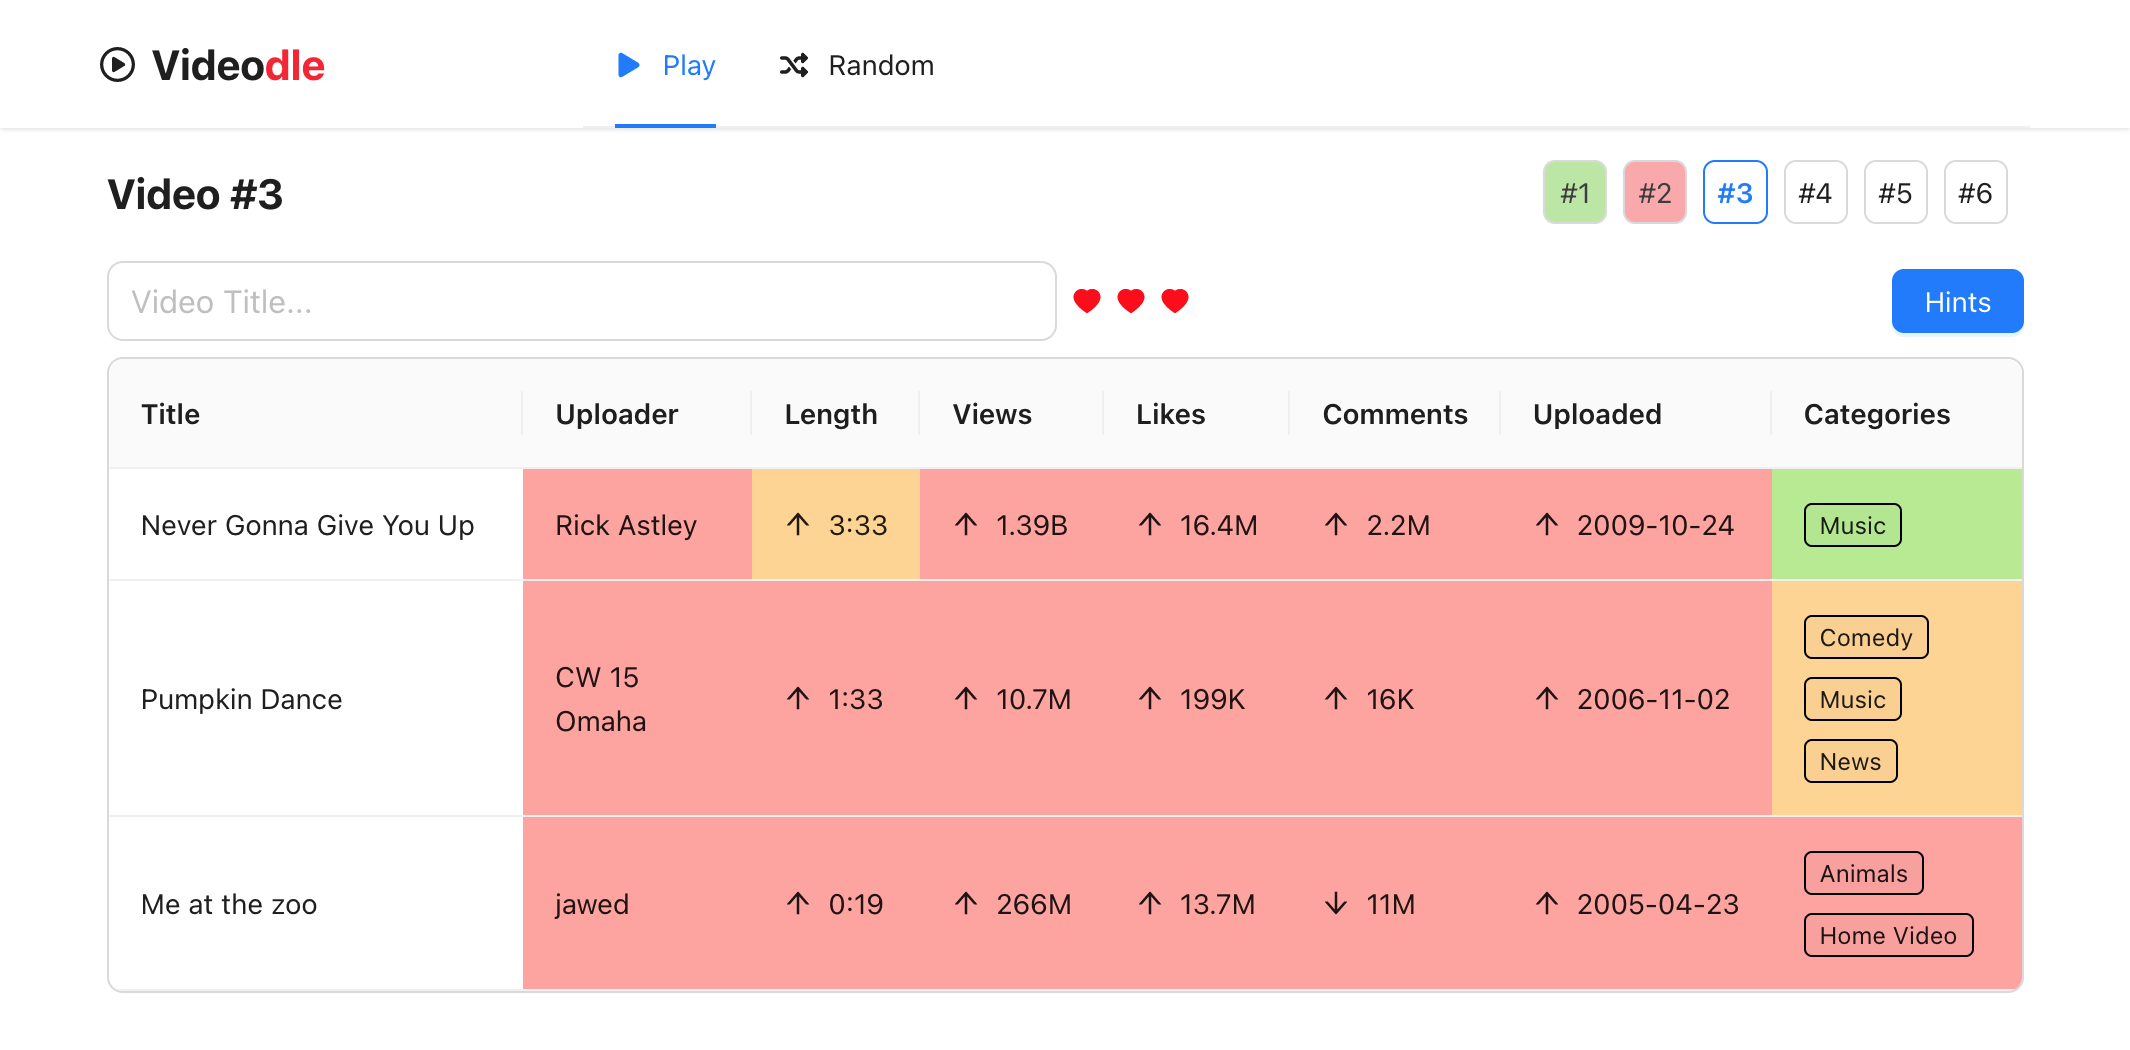 Videodle
Play
Random
Video #3
#1
#2
#3
#4
#5
#6
Video Title...
Hints
Title Uploader Length Views Likes Comments Uploaded Categories
Never Gonna Give You Up Rick Astley ↑ 3:33 ↑ 1.39B ↑ 16.4M ↑ 2.2M ↑ 2009-10-24 Music
Pumpkin Dance CW 15
Omaha ↑ 1:33 ↑ 10.7M ↑ 199K ↑ 16K ↑ 2006-11-02 Comedy
Music
News
Me at the zoo jawed ↑ 0:19 ↑ 266M ↑ 13.7M ↓ 11M ↑ 2005-04-23 Animals
Home Video